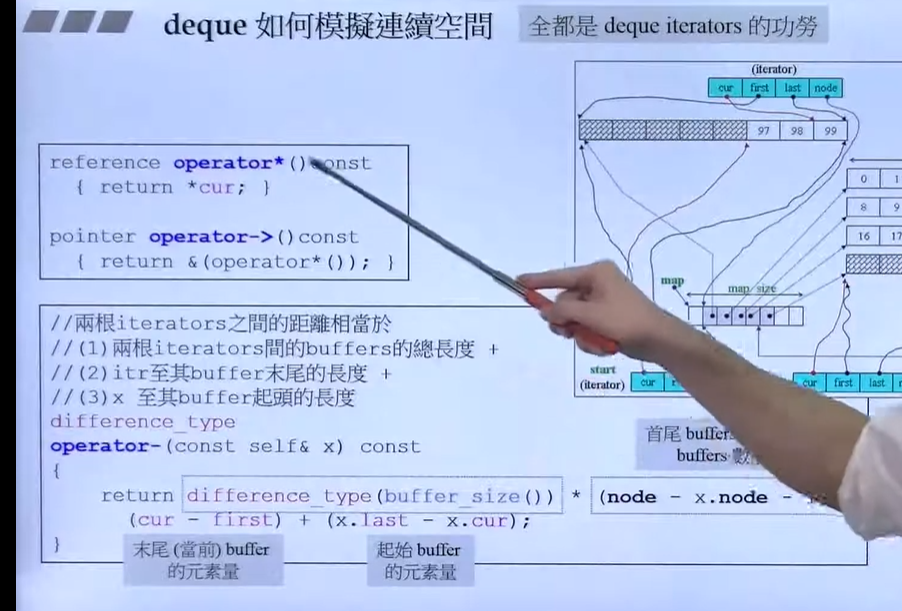 deque 如何模擬連續空間
全都是 deque iterators 的功勞
reference operator*() const
{ return *cur; }
pointer operator->()const
{ return &(operator*()); }
//兩根iterators之間的距離相當於
//(1)兩根iterators間的buffers的總長度 +
//(2)itr至其buffer末尾的長度 +
//(3)x 至其buffer起頭的長度
difference_type
operator-(const self& x) const
{
return difference_type(buffer_size()) * (node - x.node -
(cur - first) + (x.last - x.cur);
}
末尾 (當前) buffer
的元素量
起始 buffer
的元素量
(iterator)
cur first last node
97 98 99
0 1
8 9
16 17
map
map_size
start
(iterator)
cur
cur first last
首尾 buffer
buffers 數